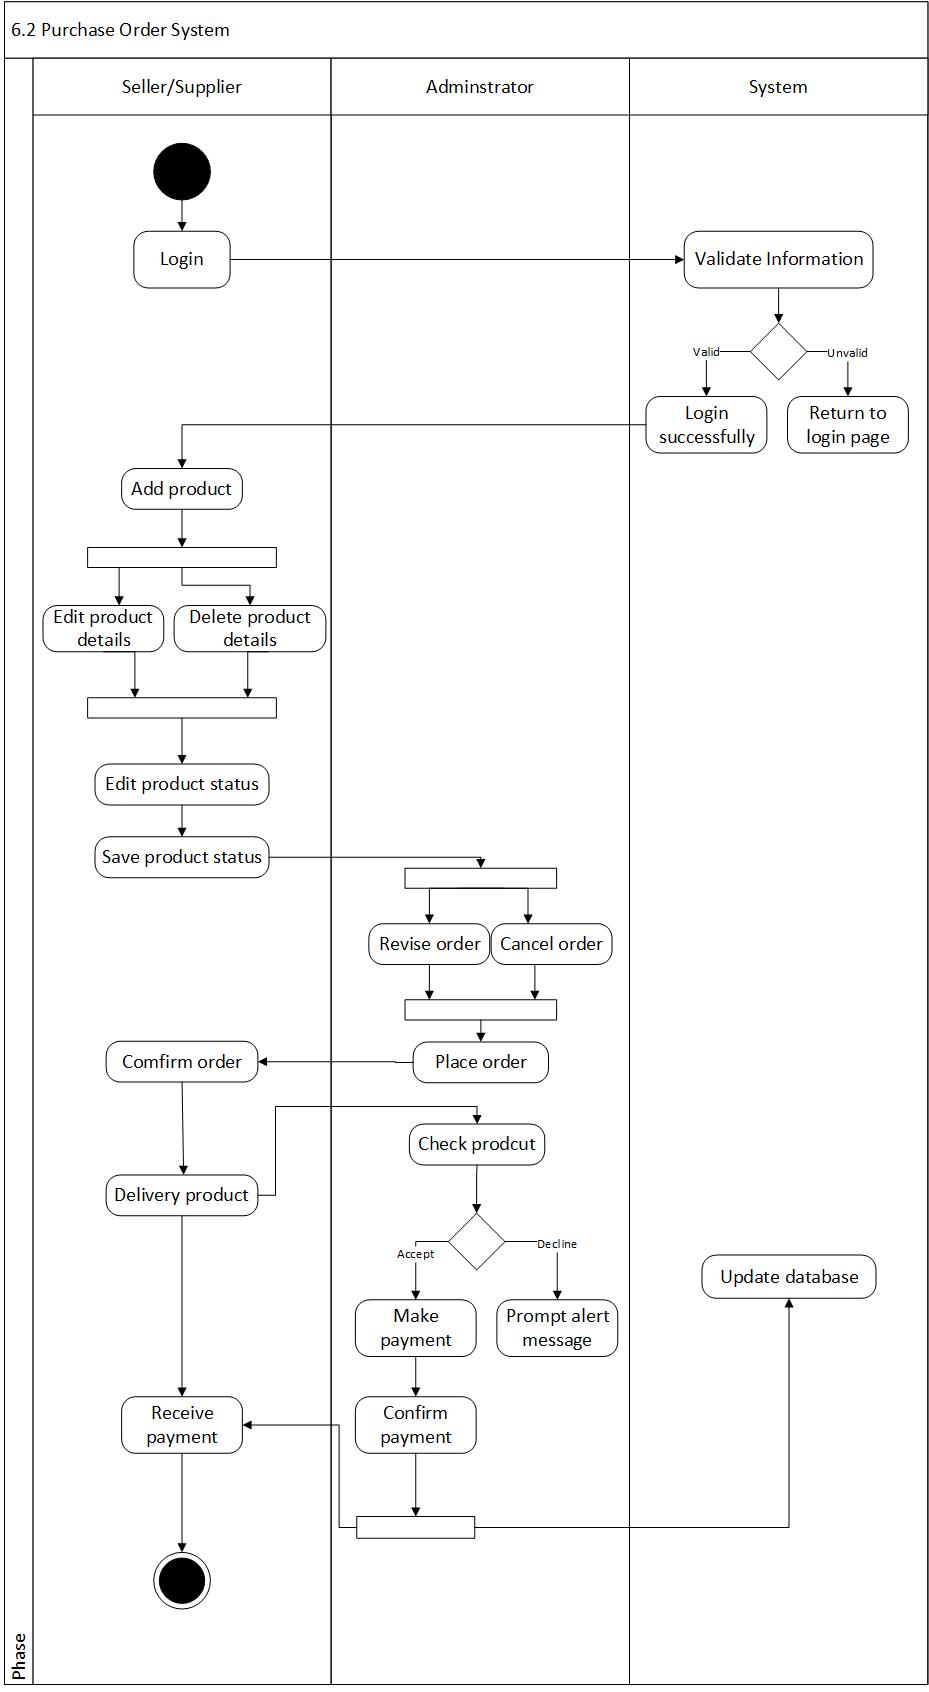 6.2 Purchase Order System
Seller/Supplier
Adminstrator
System
Login
Validate Information
Valid
Unvalid
Login
successfully
Return to
login page
Add product
Edit product
details
Delete product
details
Edit product status
Save product status
Revise order
Cancel order
Comfirm order
Place order
Check prodcut
Delivery product
Accept
Decline
Update database
Make
payment
Prompt alert
message
Receive
payment
Confirm
payment
Phase